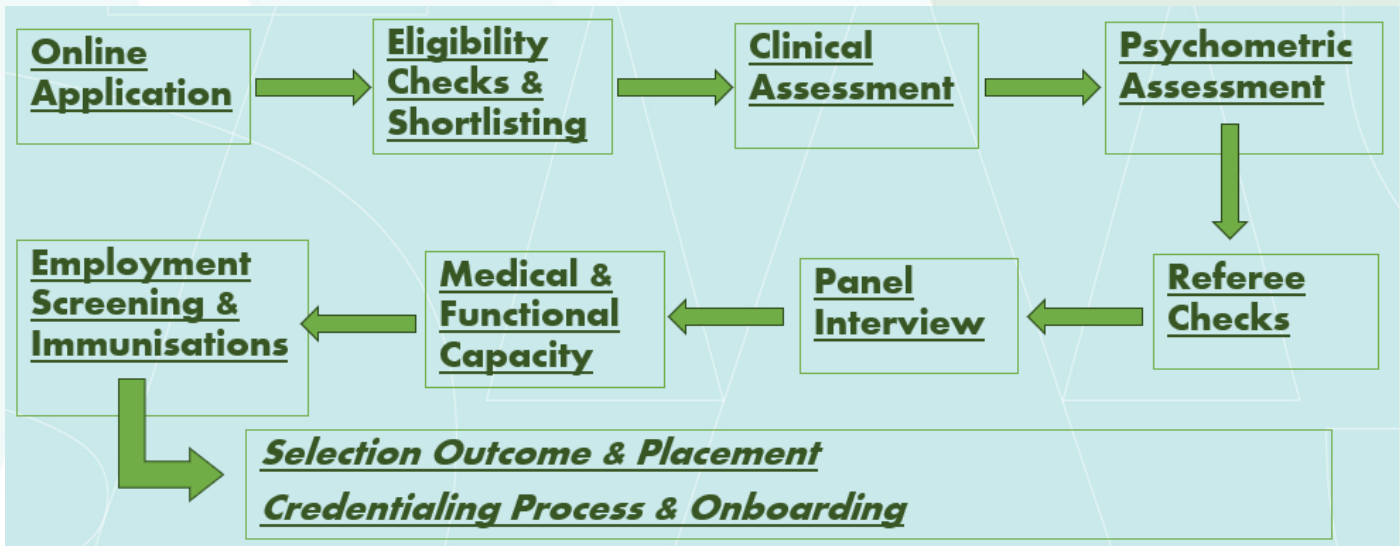 Online
Application
Eligibility
Checks &
Shortlisting
Clinical
Assessment
Psychometric
Assessment
Referee
Checks
Panel
Interview
Medical &
Functional
Capacity
Employment
Screening &
Immunisations
Selection Outcome & Placement
Credentialing Process & Onboarding